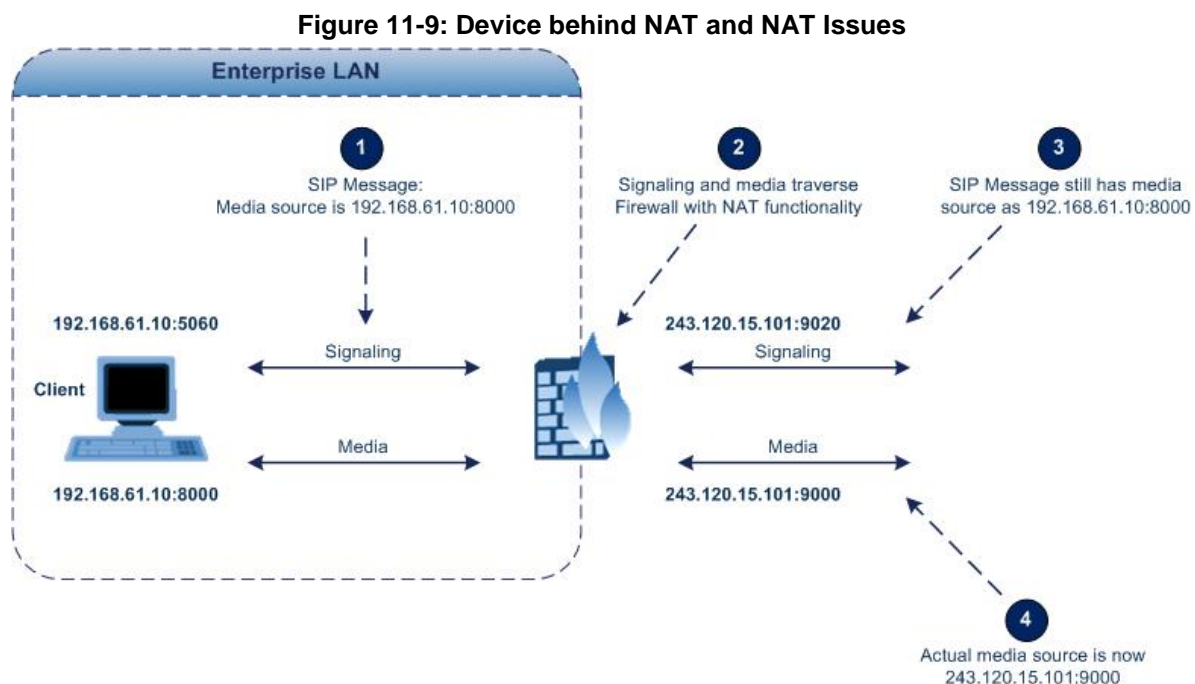 Figure 11-9: Device behind NAT and NAT Issues
Enterprise LAN
1
SIP Message:
Media source is 192.168.61.10:8000
2
Signaling and media traverse
Firewall with NAT functionality
3
SIP Message still has media
source as 192.168.61.10:8000
192.168.61.10:5060
Signaling
243.120.15.101:9020
Signaling
Client
Media
192.168.61.10:8000
Media
243.120.15.101:9000
4
Actual media source is now
243.120.15.101:9000